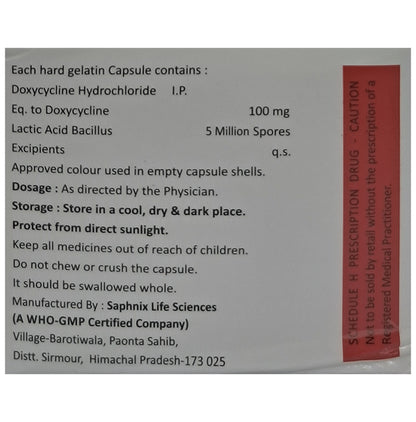 Each hard gelatin Capsule contains :
Doxycycline Hydrochloride I.P.
Eq. to Doxycycline 100 mg
Lactic Acid Bacillus 5 Million Spores
Excipients q.s.
Approved colour used in empty capsule shells.
Dosage : As directed by the Physician.
Storage : Store in a cool, dry & dark place.
Protect from direct sunlight.
Keep all medicines out of reach of children.
Do not chew or crush the capsule.
It should be swallowed whole.
Manufactured By : Saphnix Life Sciences
(A WHO-GMP Certified Company)
Village-Barotiwala, Paonta Sahib,
Distt. Sirmour, Himachal Pradesh-173 025
SCHEDULE H PRESCRIPTION DRUG - CAUTION
Not to be sold by retail without the prescription of a
Registered Medical Practitioner.